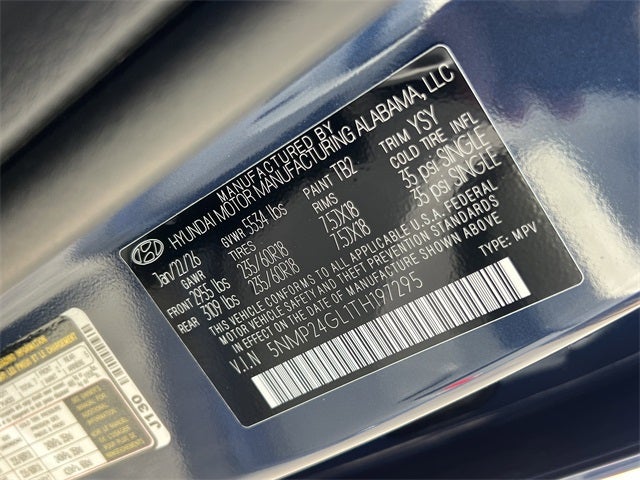 MANUFACTURED BY
HYUNDAI MOTOR MANUFACTURING ALABAMA, LLC
Jan/12/26 GVWR 5534 lbs PAINT TB2 TRIM YSY
GAWR TIRES RIMS COLD TIRE INFL
FRONT 2955 lbs 235/60R18 7.5JX18 35 psi SINGLE
REAR 3109 lbs 235/60R18 7.5JX18 35 psi SINGLE
THIS VEHICLE CONFORMS TO ALL APPLICABLE U.S.A. FEDERAL
MOTOR VEHICLE SAFETY AND THEFT PREVENTION STANDARDS
IN EFFECT ON THE DATE OF MANUFACTURE SHOWN ABOVE.
V.I.N 5NMP24GL1TH197295 TYPE: MPV
J130